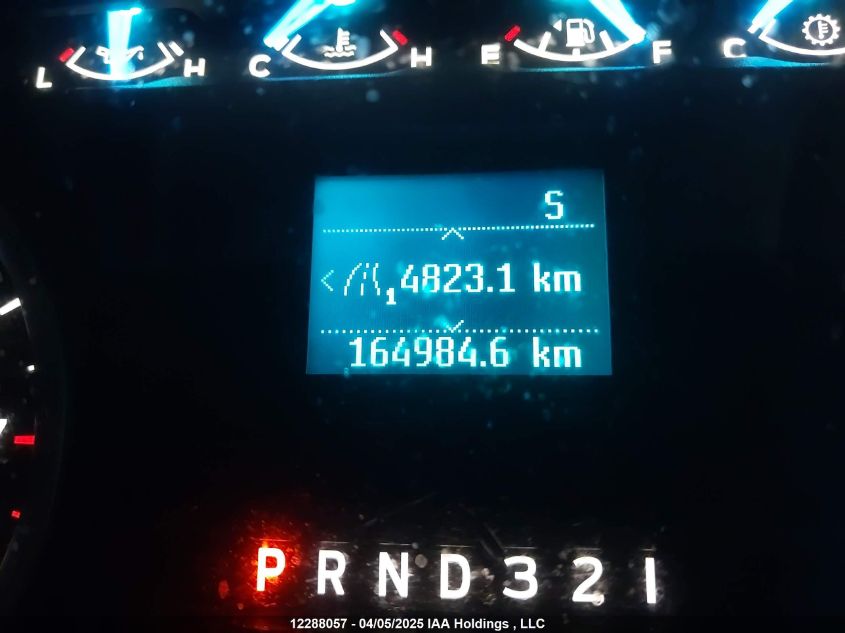 L H C H E F C
S
1 4823.1 km
164984.6 km
P R N D 3 2 1
12288057 - 04/05/2025 IAA Holdings , LLC